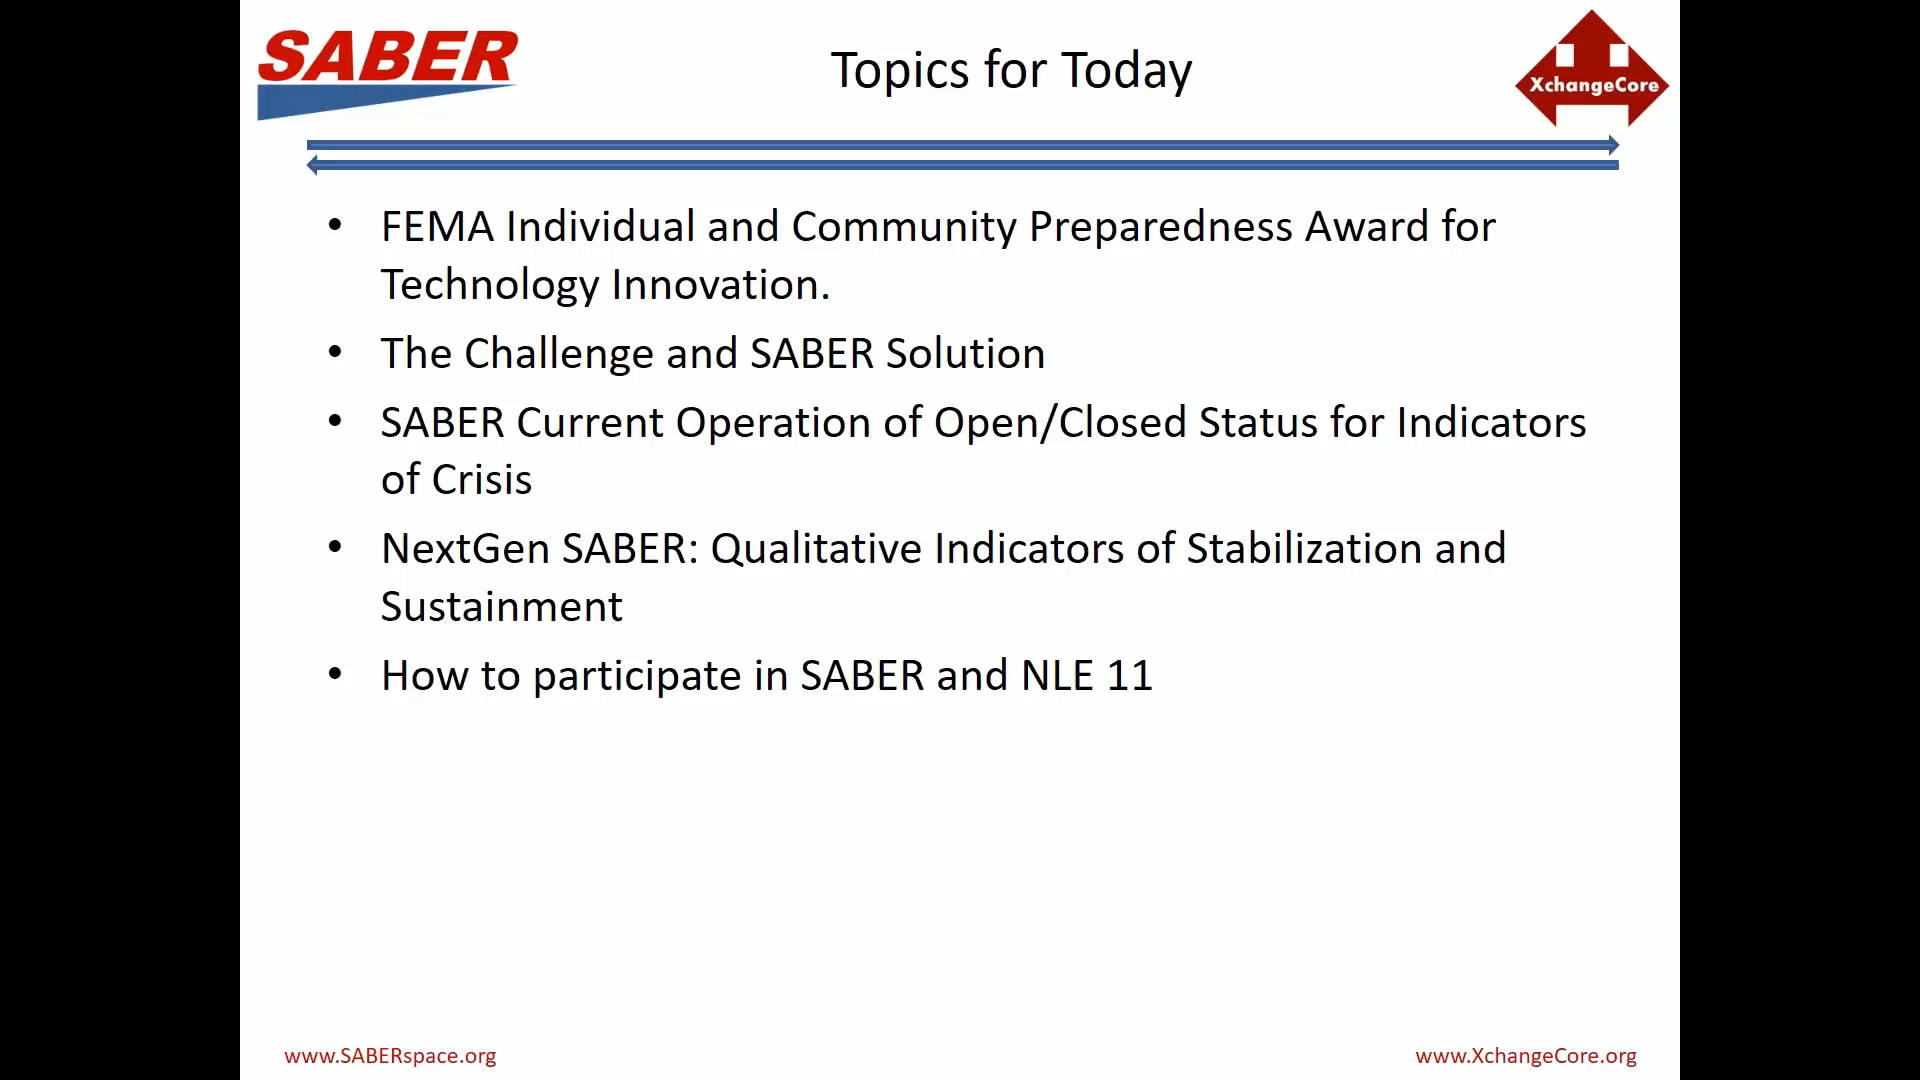 SABER
Topics for Today
XchangeCore
• FEMA Individual and Community Preparedness Award for
Technology Innovation.
• The Challenge and SABER Solution
• SABER Current Operation of Open/Closed Status for Indicators
of Crisis
• NextGen SABER: Qualitative Indicators of Stabilization and
Sustainment
• How to participate in SABER and NLE 11
www.SABERspace.org
www.XchangeCore.org